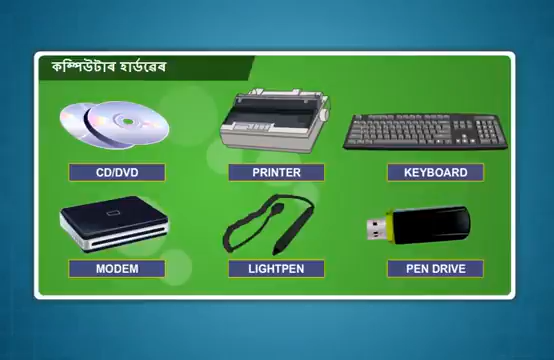 কম্পিউটাৰ হাৰ্ডৱেৰ
CD/DVD
PRINTER
KEYBOARD
MODEM
LIGHTPEN
PEN DRIVE